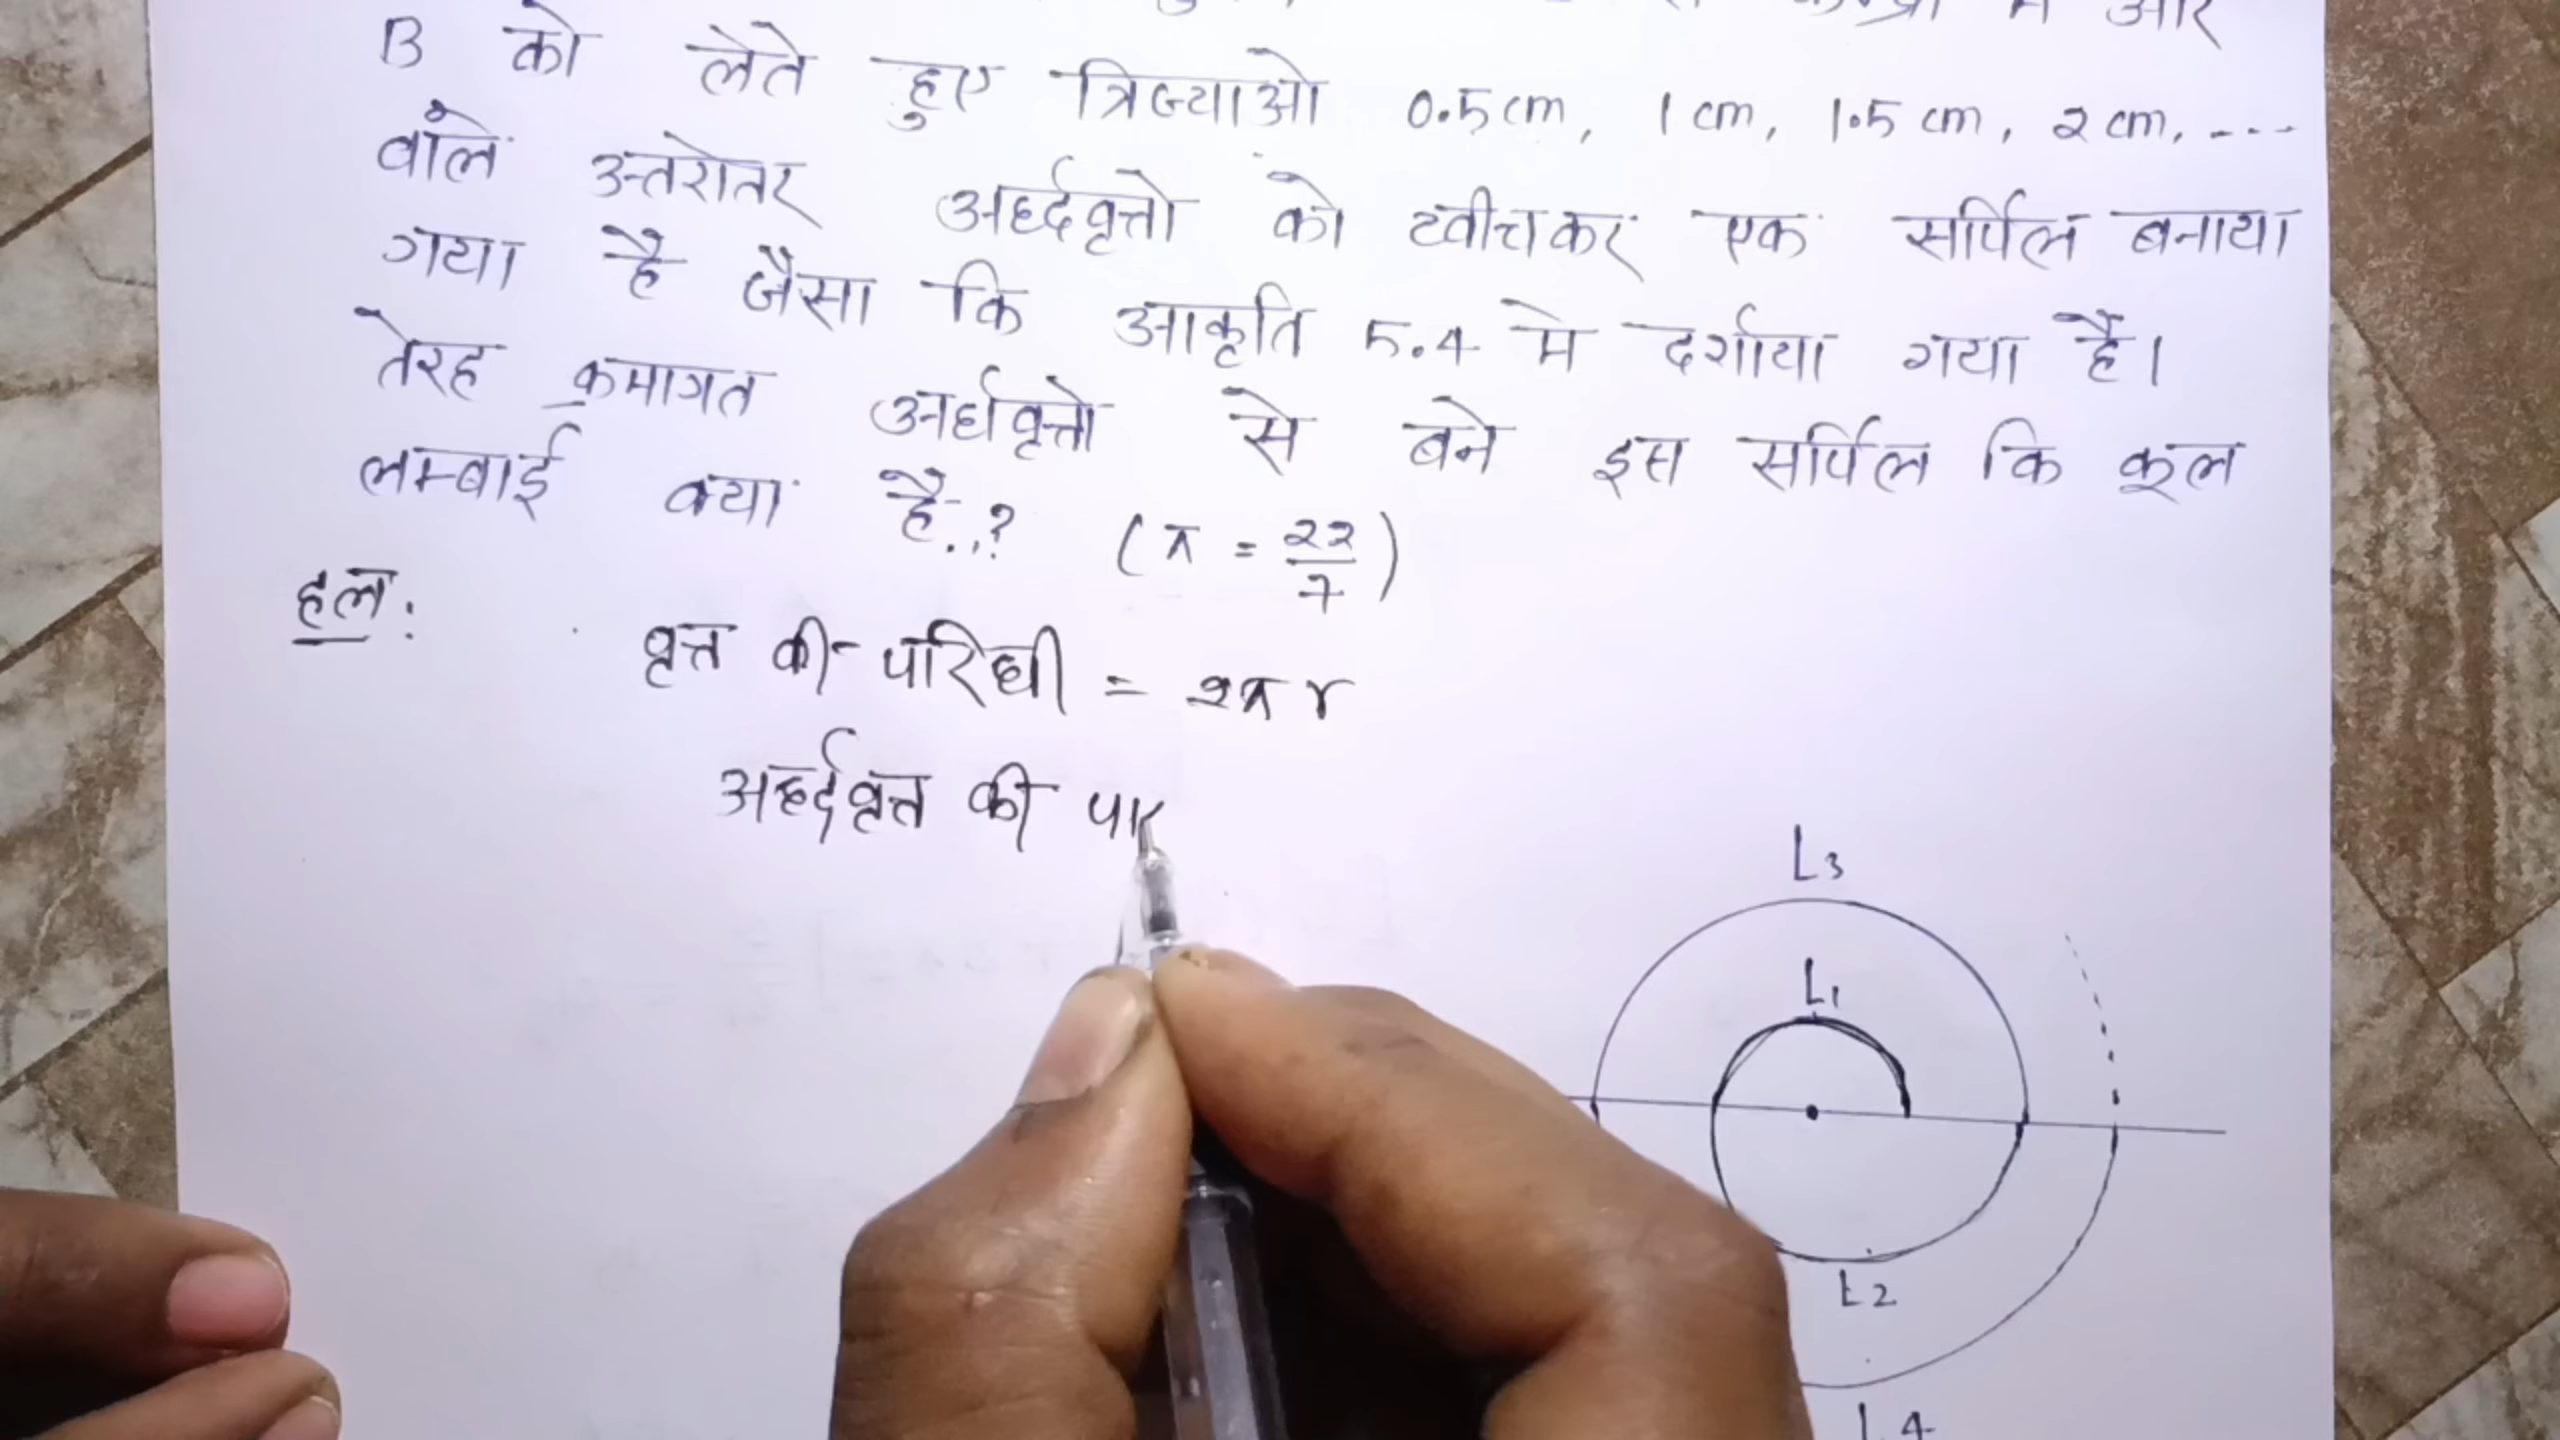 में और
B को लेते हुए त्रिज्याओ 0.5cm, 1 cm, 1.5 cm, 2 cm, ---
वाले उत्तरोतर अर्द्धवृत्तो को खीचकर एक सर्पिल बनाया
गया है जैसा कि आकृति 5.4 मे दर्शाया गया है।
तेरह क्रमागत अर्धवृत्तो से बने इस सर्पिल कि कूल
लम्बाई क्या है..? (π = 22/7)
हल:
वृत्त की परिधी = 2πr
अर्द्धवृत्त की
L3
L1
L2
L4